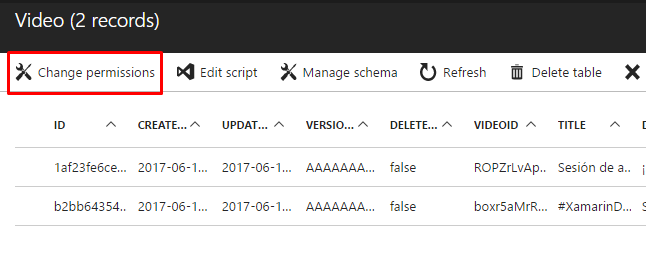 Video (2 records)
Change permissions Edit script Manage schema Refresh Delete table
ID CREATE... UPDAT... VERSIO... DELETE... VIDEOID TITLE D
1af23fe6ce... 2017-06-1... 2017-06-1... AAAAAAA... false ROPZrLvAp... Sesión de a... ¡
b2bb64354... 2017-06-1... 2017-06-1... AAAAAAA... false boxr5aMrR... #XamarinD... S